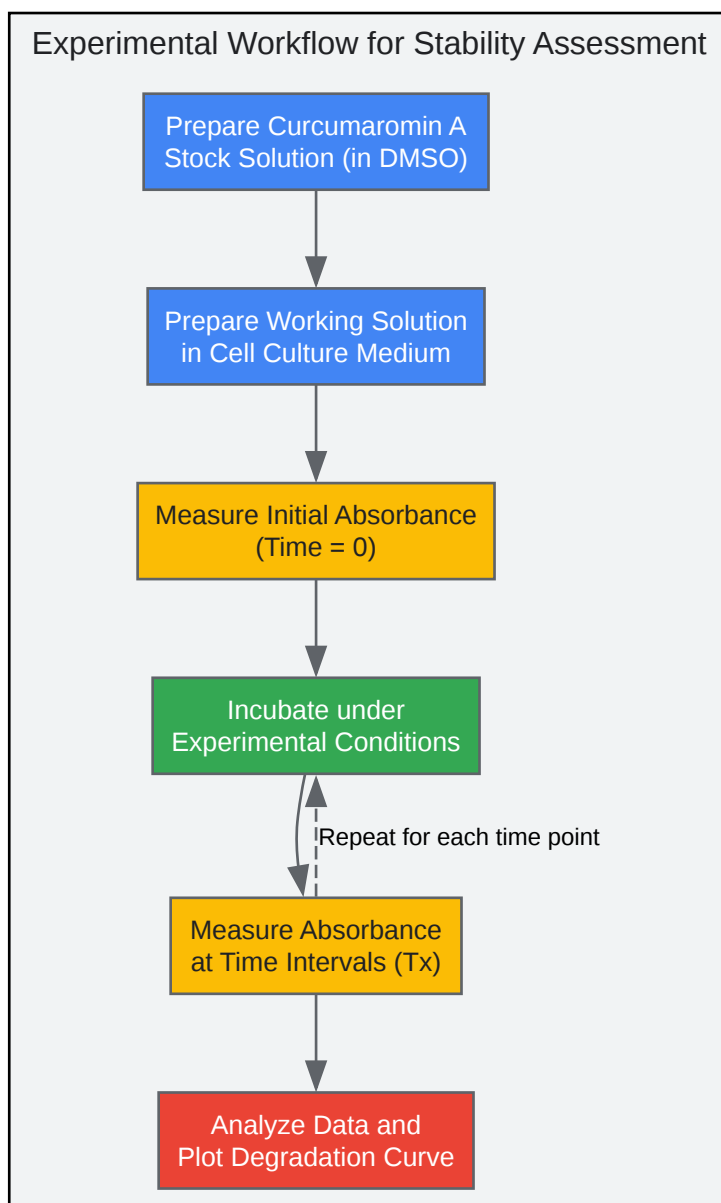 Experimental Workflow for Stability Assessment
Prepare Curcumaromin A
Stock Solution (in DMSO)
Prepare Working Solution
in Cell Culture Medium
Measure Initial Absorbance
(Time = 0)
Incubate under
Experimental Conditions
Repeat for each time point
Measure Absorbance
at Time Intervals (Tx)
Analyze Data and
Plot Degradation Curve